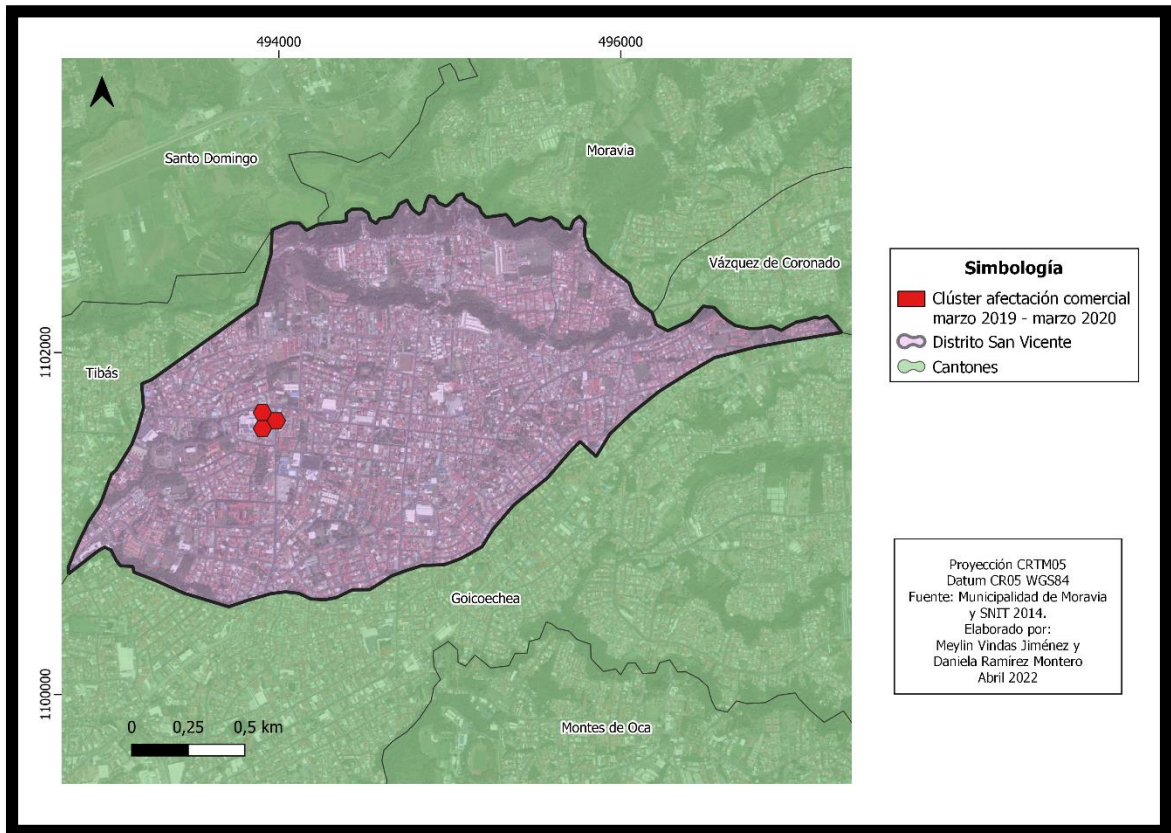 494000
496000
Santo Domingo
Moravia
Vázquez de Coronado
1102000
Tibás
Goicoechea
1100000
Montes de Oca
0 0,25 0,5 km
Simbología
Clúster afectación comercial
marzo 2019 - marzo 2020
Distrito San Vicente
Cantones
Proyección CRTM05
Datum CR05 WGS84
Fuente: Municipalidad de Moravia
y SNIT 2014.
Elaborado por:
Meylin Vindas Jiménez y
Daniela Ramírez Montero
Abril 2022